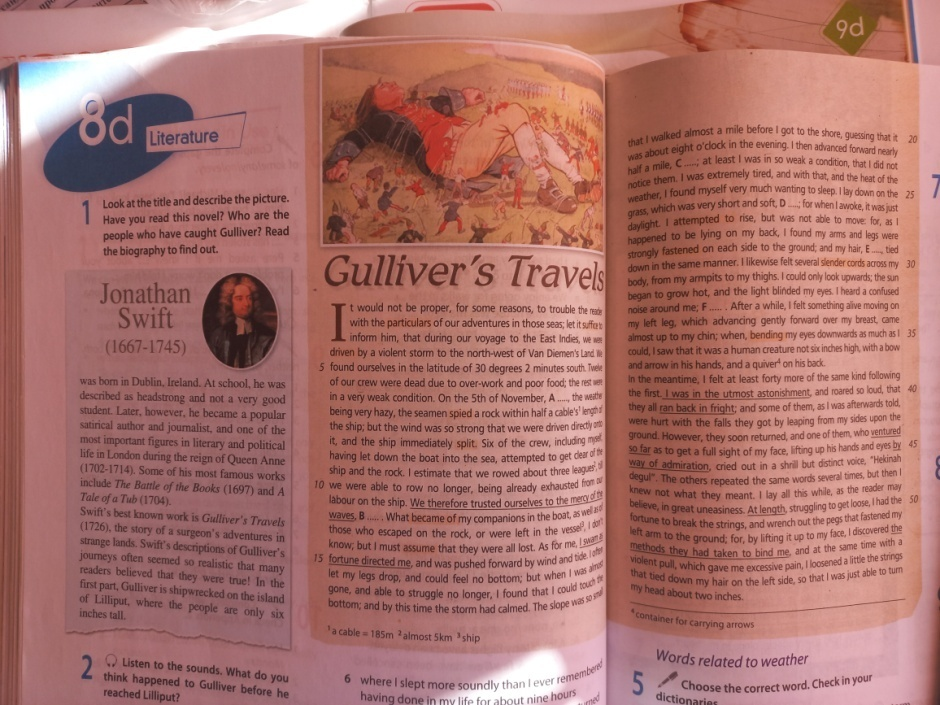 9d
8d
Literature
1 Look at the title and describe the picture.
Have you read this novel? Who are the
people who have caught Gulliver? Read
the biography to find out.
Jonathan
Swift
(1667-1745)
was born in Dublin, Ireland. At school, he was
described as headstrong and not a very good
student. Later, however, he became a popular
satirical author and journalist, and one of the
most important figures in literary and political
life in London during the reign of Queen Anne
(1702-1714). Some of his most famous works
include The Battle of the Books (1697) and A
Tale of a Tub (1704).
Swift's best known work is Gulliver's Travels
(1726), the story of a surgeon's adventures in
strange lands. Swift's descriptions of Gulliver's
journeys often seemed so realistic that many
readers believed that they were true! In the
first part, Gulliver is shipwrecked on the island
of Lilliput, where the people are only six
inches tall.
2 Listen to the sounds. What do you
think happened to Gulliver before he
reached Lilliput?
Gulliver's Travels
It would not be proper, for some reasons, to trouble the reader
with the particulars of our adventures in those seas; let it suffice to
inform him, that during our voyage to the East Indies, we were
driven by a violent storm to the north-west of Van Diemen's Land. We
5 found ourselves in the latitude of 30 degrees 2 minutes south. Twelve
of our crew were dead due to over-work and poor food; the rest were
in a very weak condition. On the 5th of November, A ....., the weather
being very hazy, the seamen spied a rock within half a cable's¹ length of
the ship; but the wind was so strong that we were driven directly onto
it, and the ship immediately split. Six of the crew, including myself,
having let down the boat into the sea, attempted to get clear of the
ship and the rock. I estimate that we rowed about three leagues², till
10 we were able to row no longer, being already exhausted from our
labour on the ship. We therefore trusted ourselves to the mercy of the
waves, B ..... . What became of my companions in the boat, as well as of
those who escaped on the rock, or were left in the vessel³, I don't
know; but I must assume that they were all lost. As for me, I swam as
15 fortune directed me, and was pushed forward by wind and tide. I often
let my legs drop, and could feel no bottom; but when I was almost
gone, and able to struggle no longer, I found that I could touch the
bottom; and by this time the storm had calmed. The slope was so small
¹ a cable = 185m ² almost 5km ³ ship
6 where I slept more soundly than I ever remembered
having done in my life for about nine hours
that I walked almost a mile before I got to the shore, guessing that it 20
was about eight o'clock in the evening. I then advanced forward nearly
half a mile, C .....; at least I was in so weak a condition, that I did not
notice them. I was extremely tired, and with that, and the heat of the
weather, I found myself very much wanting to sleep. I lay down on the 25
grass, which was very short and soft, D ....; for when I awoke, it was just
daylight. I attempted to rise, but was not able to move: for, as I
happened to be lying on my back, I found my arms and legs were
strongly fastened on each side to the ground; and my hair, E ...., tied
down in the same manner. I likewise felt several slender cords across my 30
body, from my armpits to my thighs. I could only look upwards; the sun
began to grow hot, and the light blinded my eyes. I heard a confused
noise around me; F ..... . After a while, I felt something alive moving on
my left leg, which advancing gently forward over my breast, came
almost up to my chin; when, bending my eyes downwards as much as I 35
could, I saw that it was a human creature not six inches high, with a bow
and arrow in his hands, and a quiver⁴ on his back.
In the meantime, I felt at least forty more of the same kind following
the first. I was in the utmost astonishment, and roared so loud, that 40
they all ran back in fright; and some of them, as I was afterwards told,
were hurt with the falls they got by leaping from my sides upon the
ground. However, they soon returned, and one of them, who ventured
so far as to get a full sight of my face, lifting up his hands and eyes by 45
way of admiration, cried out in a shrill but distinct voice, "Hekinah
degul". The others repeated the same words several times, but then I
knew not what they meant. I lay all this while, as the reader may
believe, in great uneasiness. At length, struggling to get loose, I had the 50
fortune to break the strings, and wrench out the pegs that fastened my
left arm to the ground; for, by lifting it up to my face, I discovered the
methods they had taken to bind me, and at the same time with a
violent pull, which gave me excessive pain, I loosened a little the strings
that tied down my hair on the left side, so that I was just able to turn
my head about two inches.
⁴ container for carrying arrows
Words related to weather
5 Choose the correct word. Check in your
dictionaries.
7
8